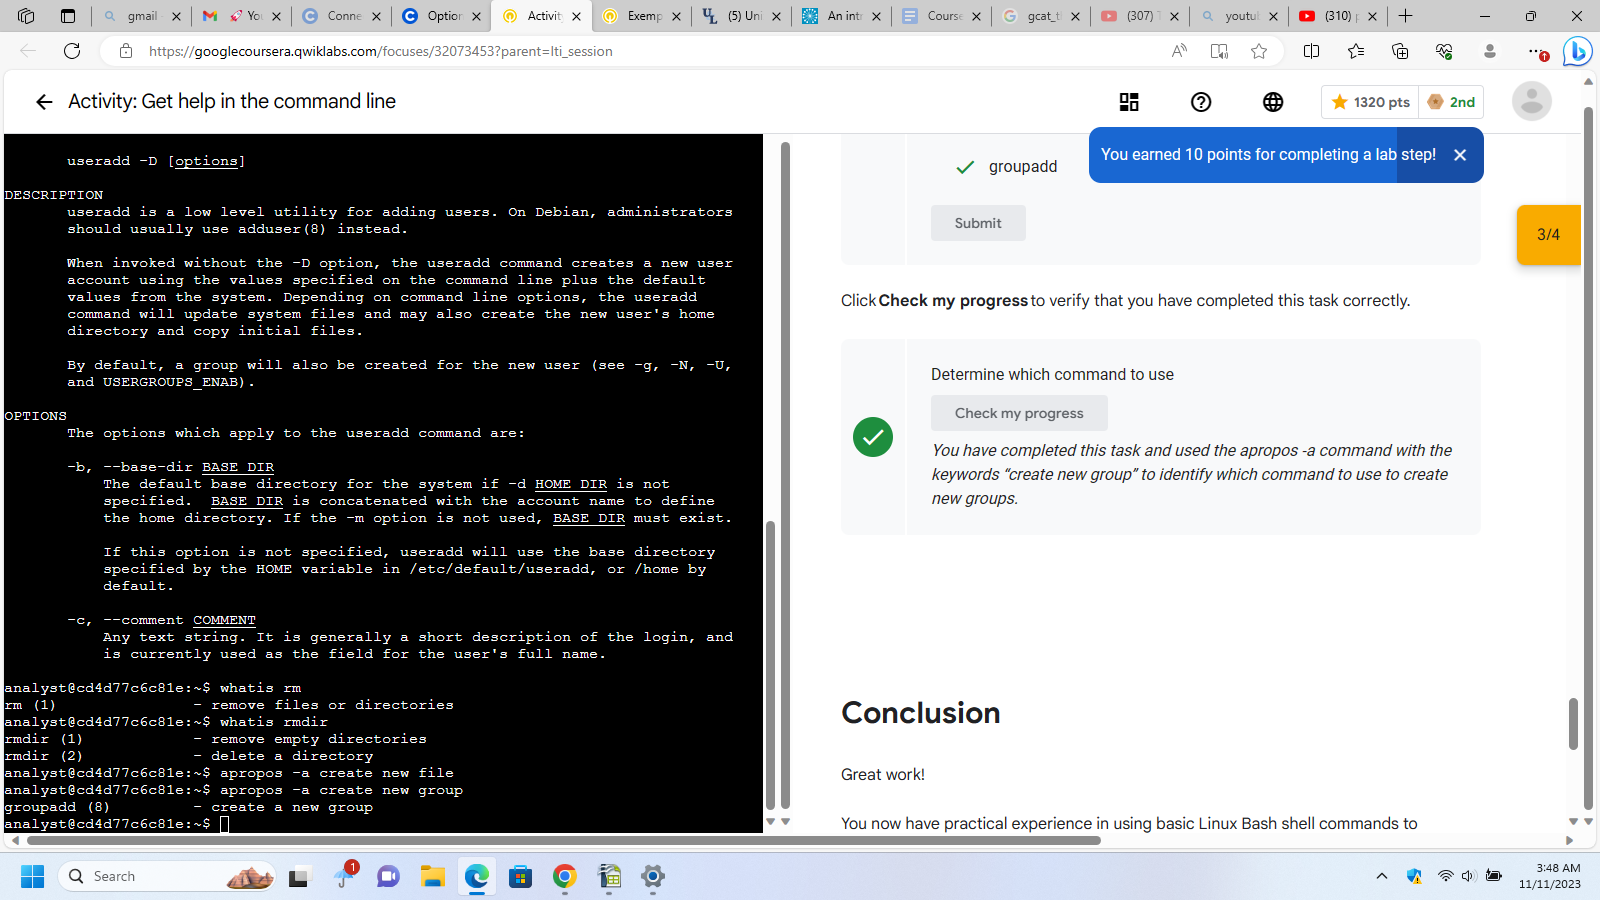 gmail
You
Conne
Option
Activit
Exemp
(5) Uni
An intr
Course
gcat_t
(307)
youtu
(310)
https://googlecoursera.qwiklabs.com/focuses/32073453?parent=lti_session
Activity: Get help in the command line
1320 pts
2nd
useradd -D [options]
DESCRIPTION
useradd is a low level utility for adding users. On Debian, administrators
should usually use adduser(8) instead.
When invoked without the -D option, the useradd command creates a new user
account using the values specified on the command line plus the default
values from the system. Depending on command line options, the useradd
command will update system files and may also create the new user's home
directory and copy initial files.
By default, a group will also be created for the new user (see -g, -N, -U,
and USERGROUPS_ENAB).
OPTIONS
The options which apply to the useradd command are:
-b, --base-dir BASE_DIR
The default base directory for the system if -d HOME_DIR is not
specified. BASE_DIR is concatenated with the account name to define
the home directory. If the -m option is not used, BASE_DIR must exist.
If this option is not specified, useradd will use the base directory
specified by the HOME variable in /etc/default/useradd, or /home by
default.
-c, --comment COMMENT
Any text string. It is generally a short description of the login, and
is currently used as the field for the user's full name.
analyst@cd4d77c6c81e:~$ whatis rm
rm (1) - remove files or directories
analyst@cd4d77c6c81e:~$ whatis rmdir
rmdir (1) - remove empty directories
rmdir (2) - delete a directory
analyst@cd4d77c6c81e:~$ apropos -a create new file
analyst@cd4d77c6c81e:~$ apropos -a create new group
groupadd (8) - create a new group
analyst@cd4d77c6c81e:~$
You earned 10 points for completing a lab step!
groupadd
Submit
3/4
Click Check my progress to verify that you have completed this task correctly.
Determine which command to use
Check my progress
You have completed this task and used the apropos -a command with the
keywords “create new group” to identify which command to use to create
new groups.
Conclusion
Great work!
You now have practical experience in using basic Linux Bash shell commands to
Search
1
3:48 AM
11/11/2023